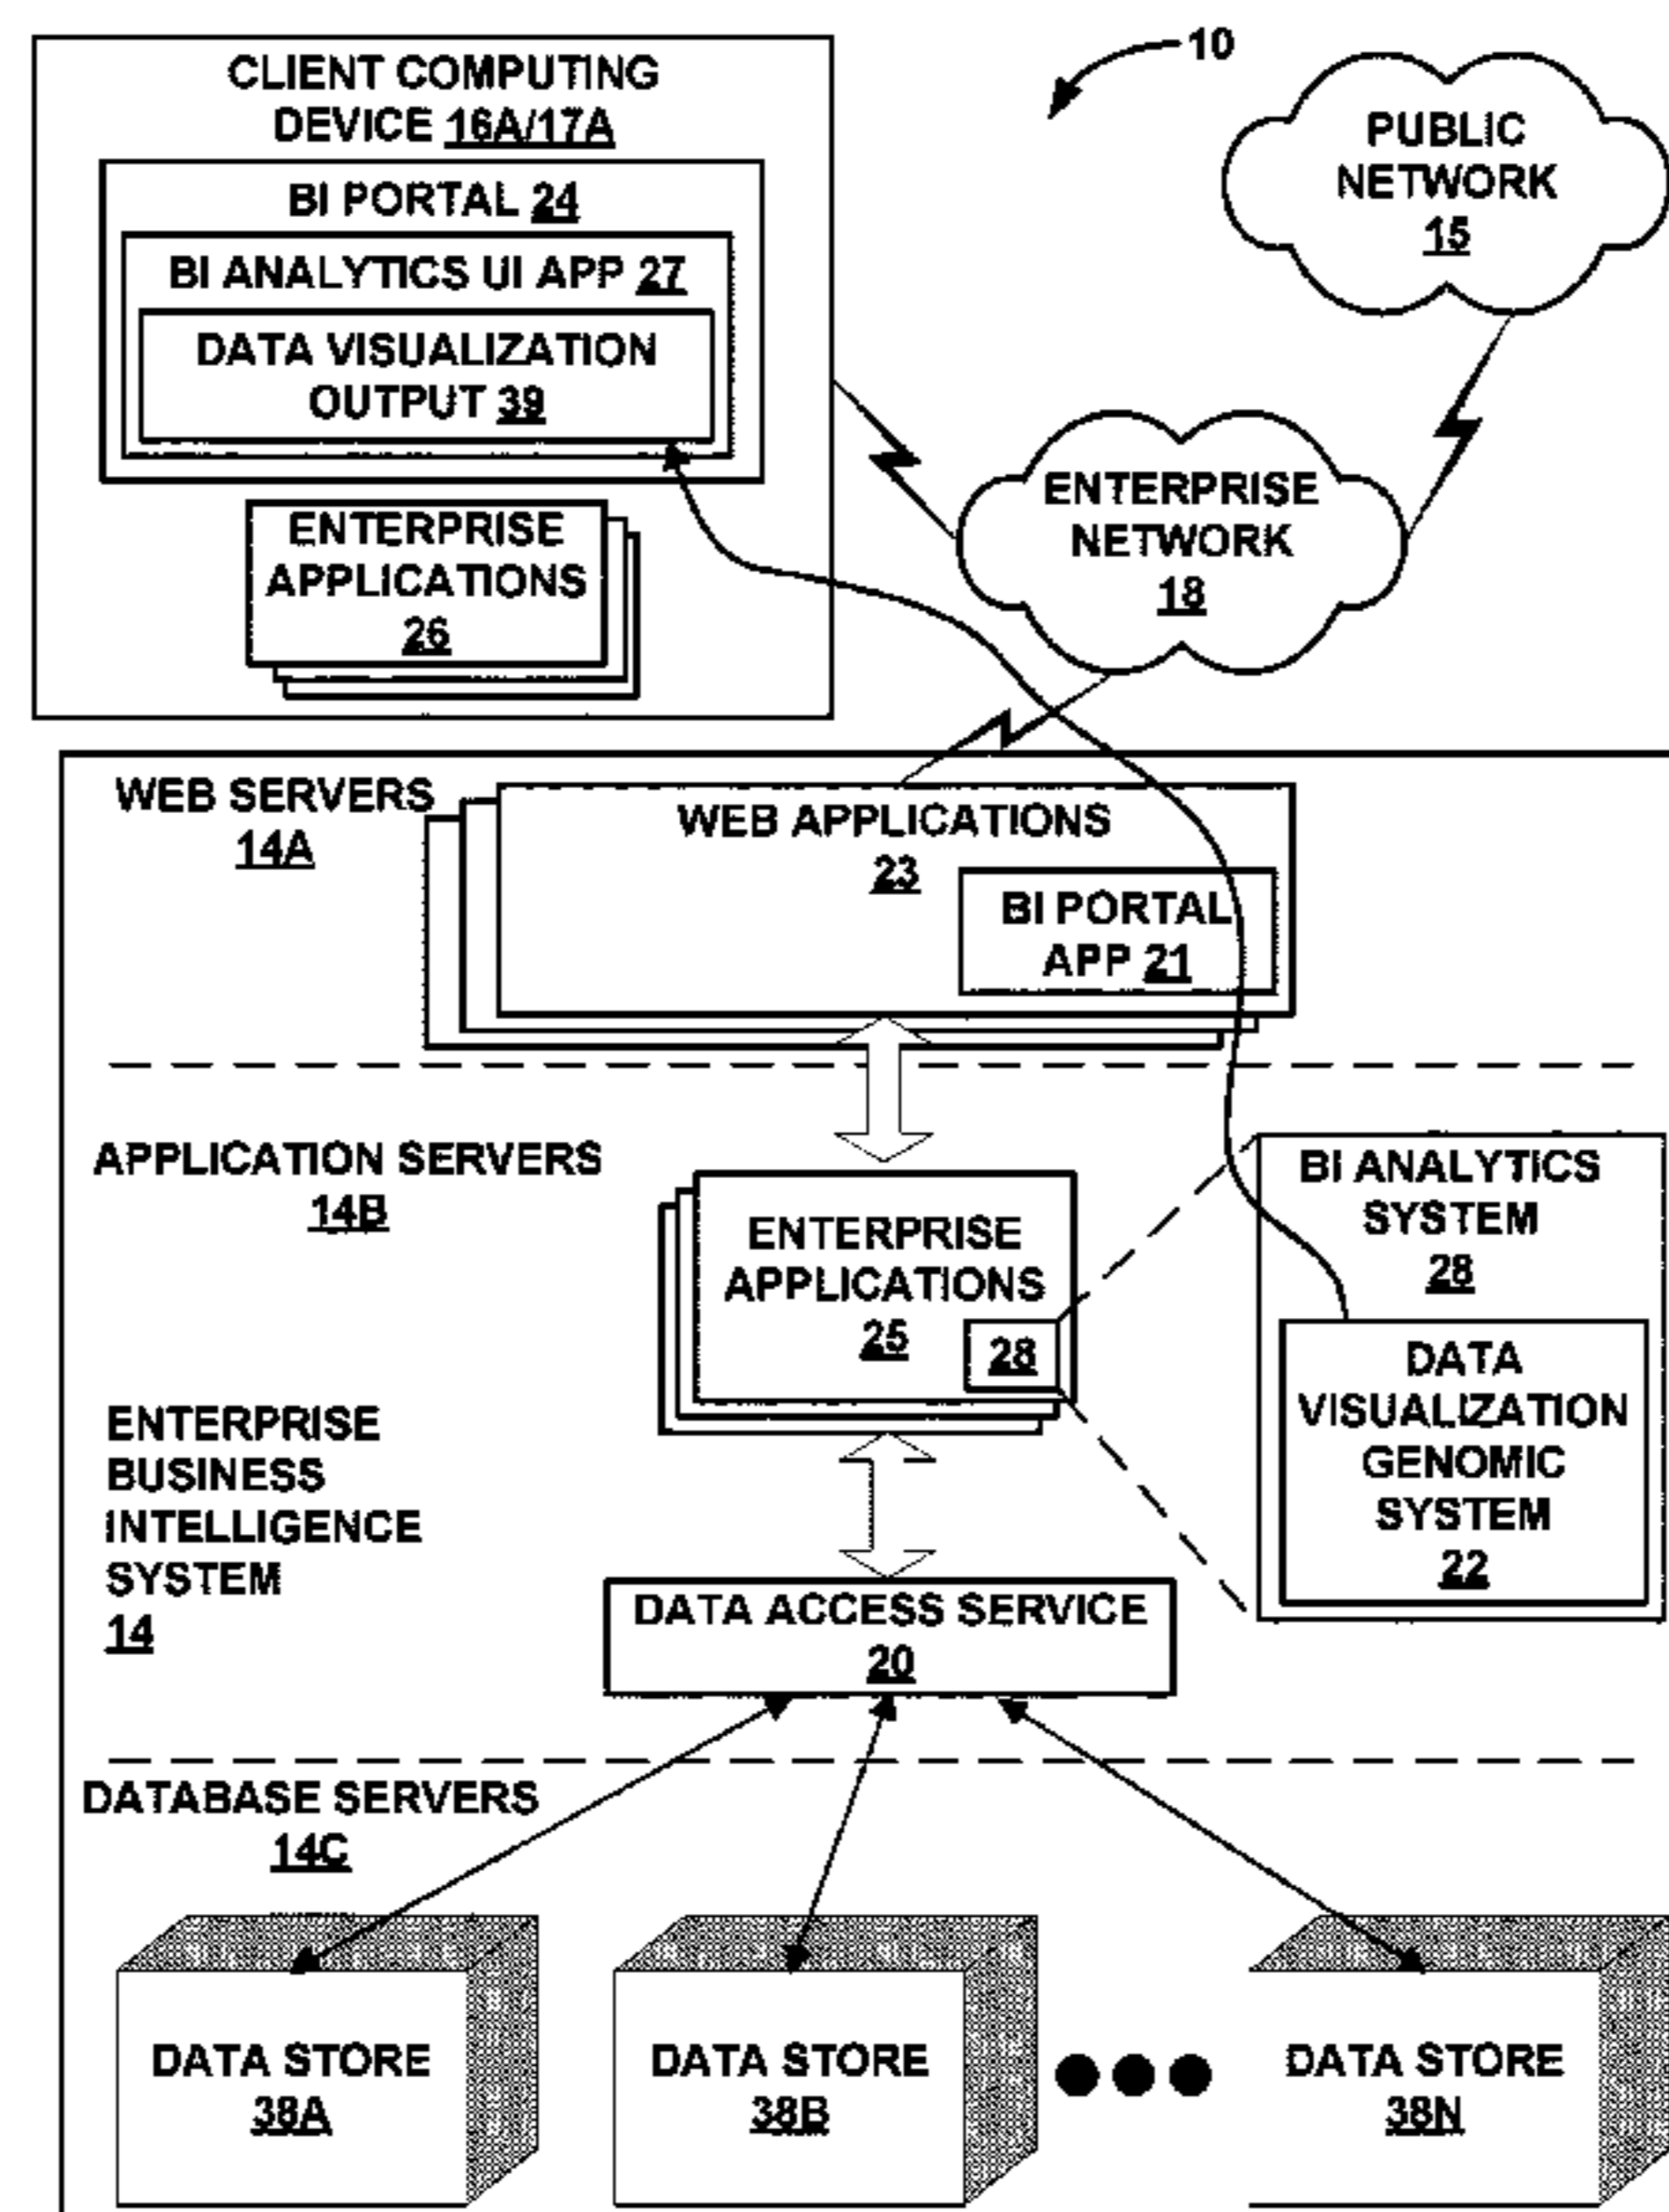 10
CLIENT COMPUTING
DEVICE 16A/17A
BI PORTAL 24
BI ANALYTICS UI APP 27
DATA VISUALIZATION
OUTPUT 39
ENTERPRISE
APPLICATIONS
26
PUBLIC
NETWORK
15
ENTERPRISE
NETWORK
18
WEB SERVERS
14A
WEB APPLICATIONS
23
BI PORTAL
APP 21
APPLICATION SERVERS
14B
ENTERPRISE
APPLICATIONS
25
28
BI ANALYTICS
SYSTEM
28
DATA
VISUALIZATION
GENOMIC
SYSTEM
22
ENTERPRISE
BUSINESS
INTELLIGENCE
SYSTEM
14
DATA ACCESS SERVICE
20
DATABASE SERVERS
14C
DATA STORE
38A
DATA STORE
38B
DATA STORE
38N